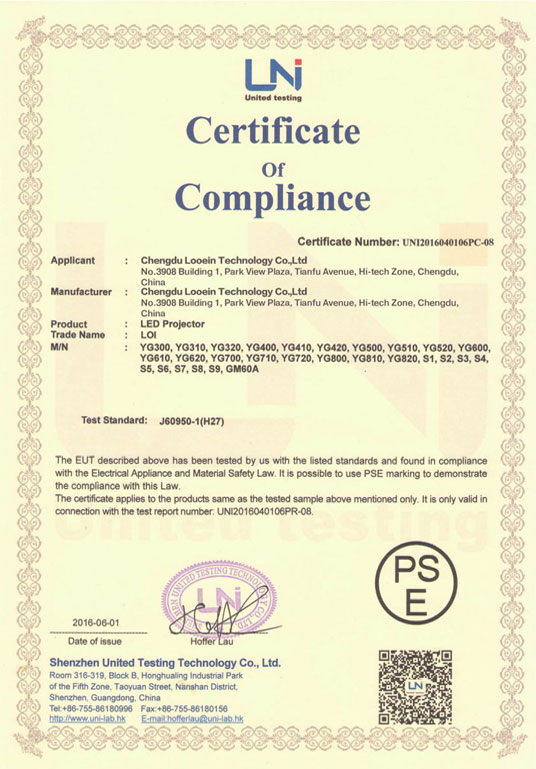 UNi
United testing
Certificate
Of
Compliance
Certificate Number: UNI2016040106PC-08
Applicant : Chengdu Looein Technology Co.,Ltd
No.3908 Building 1, Park View Plaza, Tianfu Avenue, Hi-tech Zone, Chengdu,
China
Manufacturer : Chengdu Looein Technology Co.,Ltd
No.3908 Building 1, Park View Plaza, Tianfu Avenue, Hi-tech Zone, Chengdu,
China
Product : LED Projector
Trade Name : LOI
M/N : YG300, YG310, YG320, YG400, YG410, YG420, YG500, YG510, YG520, YG600,
YG610, YG620, YG700, YG710, YG720, YG800, YG810, YG820, S1, S2, S3, S4,
S5, S6, S7, S8, S9, GM60A
Test Standard: J60950-1(H27)
The EUT described above has been tested by us with the listed standards and found in compliance
with the Electrical Appliance and Material Safety Law. It is possible to use PSE marking to demonstrate
the compliance with this Law.
The certificate applies to the products same as the tested sample above mentioned only. It is only valid in
connection with the test report number: UNI2016040106PR-08.
United testing
PS
E
UNi
2016-06-01
Date of issue
Hoffer Lau
Shenzhen United Testing Technology Co., Ltd.
Room 316-319, Block B, Honghualing Industrial Park
of the Fifth Zone, Taoyuan Street, Nanshan District,
Shenzhen, Guangdong, China
Tel:+86-755-86180996 Fax:+86-755-86180156
http://www.uni-lab.hk E-mail:hofferlau@uni-lab.hk
UNi